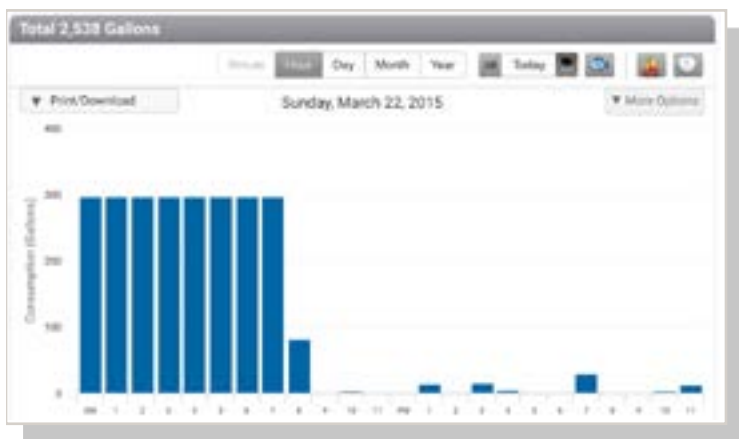 Total 2,538 Gallons
Hour Day Month Year Today
▼ Print/Download Sunday, March 22, 2015 ▼ More Options
400
300
200
100
0
Consumption (Gallons)
1 2 3 4 5 6 7 8 9 10 11 PM 1 2 3 4 5 6 7 8 9 10 11